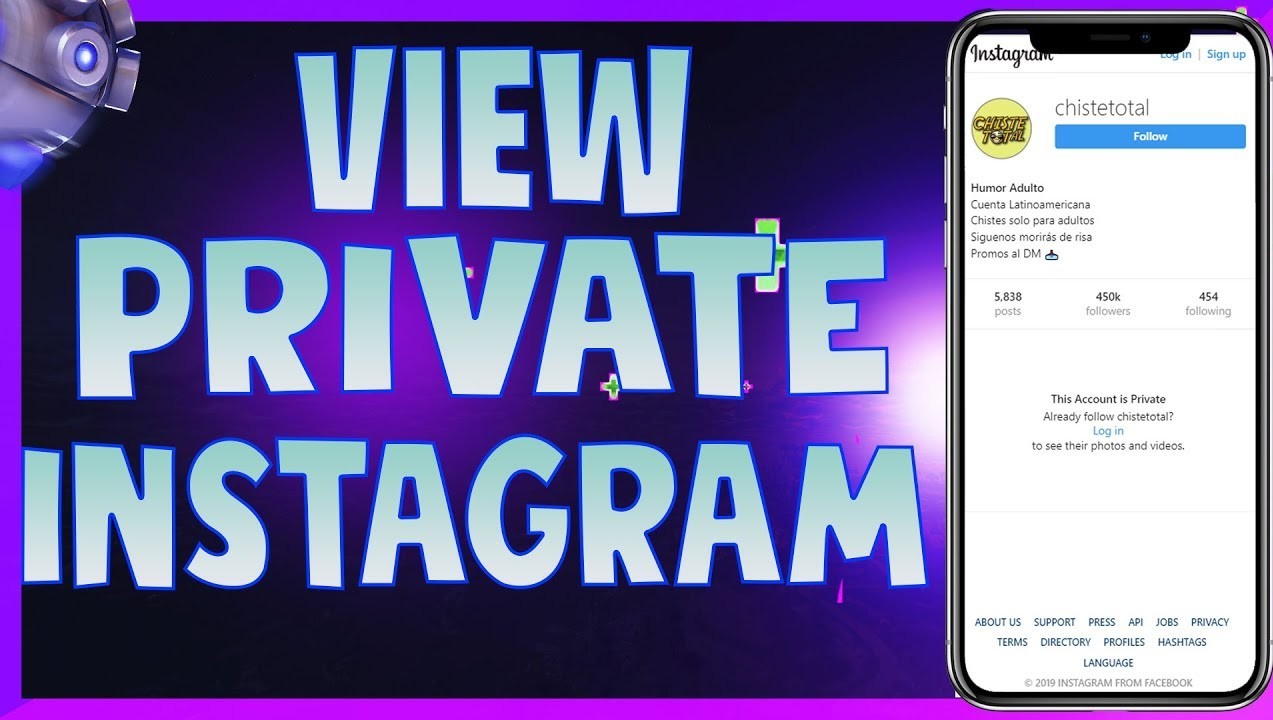 VIEW
PRIVATE
INSTAGRAM
Instagram
Log in | Sign up
CHISTE
TOTAL
chistetotal
Follow
Humor Adulto
Cuenta Latinoamericana
Chistes solo para adultos
Siguenos morirás de risa
Promos al DM 📥
5,838 450k 454
posts followers following
This Account is Private
Already follow chistetotal?
Log in
to see their photos and videos.
ABOUT US SUPPORT PRESS API JOBS PRIVACY
TERMS DIRECTORY PROFILES HASHTAGS
LANGUAGE
© 2019 INSTAGRAM FROM FACEBOOK